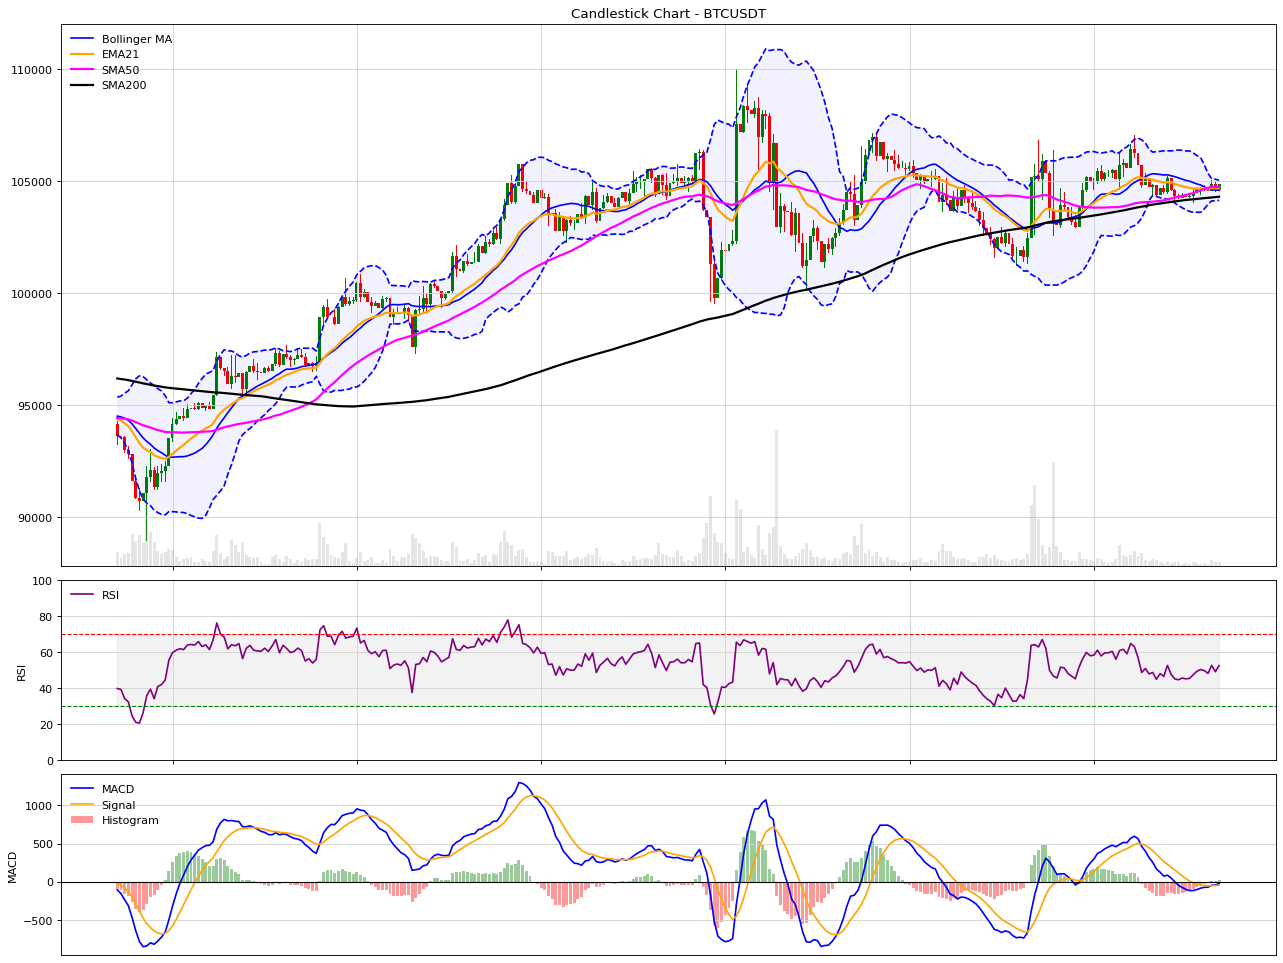 Candlestick Chart - BTCUSDT
Bollinger MA
EMA21
SMA50
SMA200
110000
105000
100000
95000
90000
RSI
100
80
60
40
20
0
RSI
MACD
Signal
Histogram
1000
500
0
−500
MACD